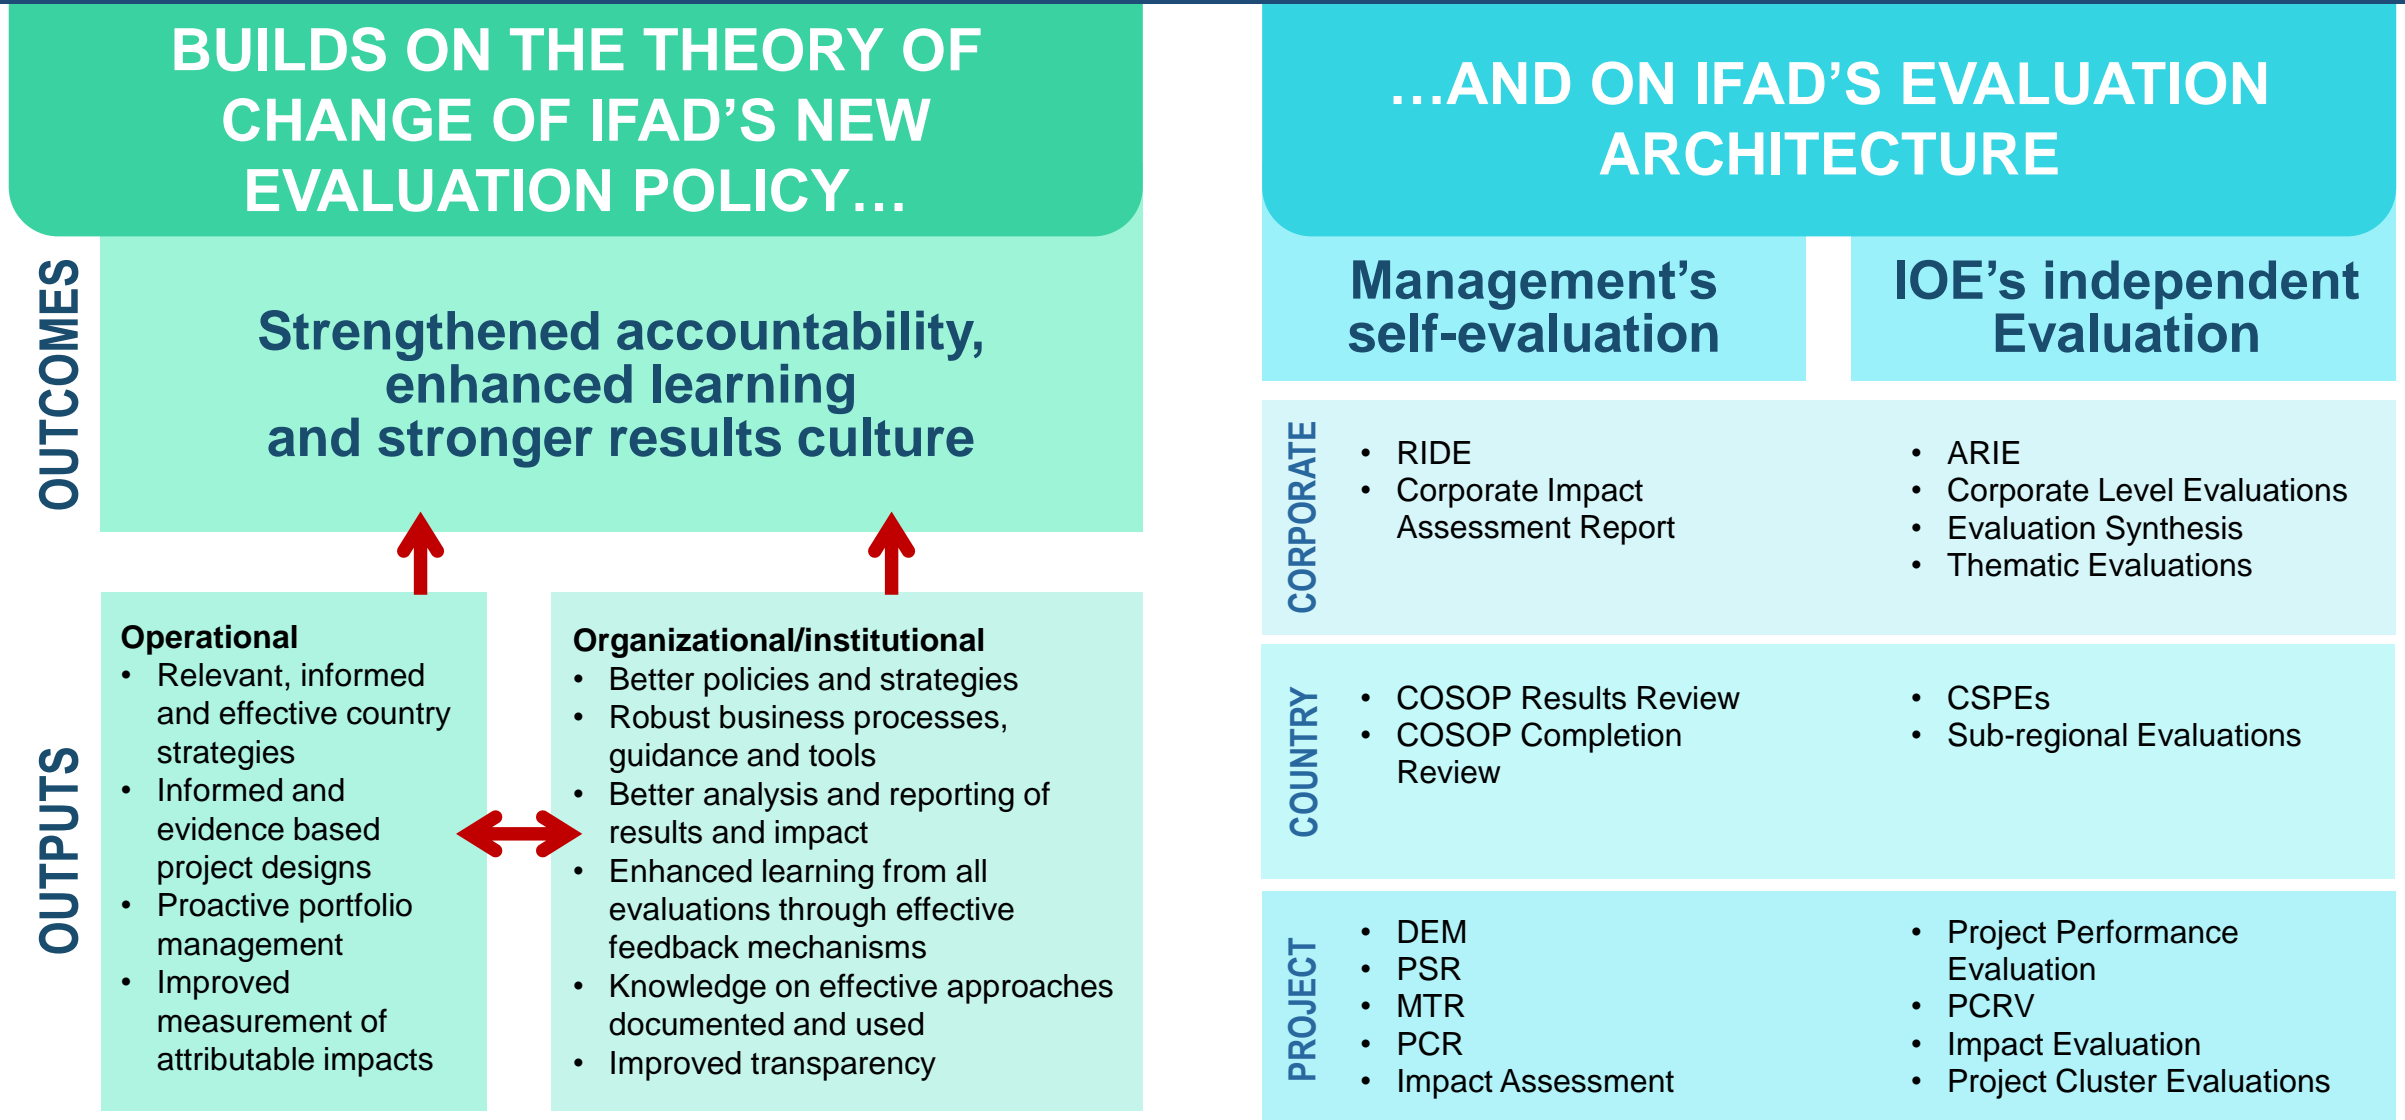 BUILDS ON THE THEORY OF
CHANGE OF IFAD’S NEW
EVALUATION POLICY…
OUTCOMES
Strengthened accountability,
enhanced learning
and stronger results culture
OUTPUTS
Operational
• Relevant, informed
and effective country
strategies
• Informed and
evidence based
project designs
• Proactive portfolio
management
• Improved
measurement of
attributable impacts
Organizational/institutional
• Better policies and strategies
• Robust business processes,
guidance and tools
• Better analysis and reporting of
results and impact
• Enhanced learning from all
evaluations through effective
feedback mechanisms
• Knowledge on effective approaches
documented and used
• Improved transparency
…AND ON IFAD’S EVALUATION
ARCHITECTURE
Management’s
self-evaluation
IOE’s independent
Evaluation
CORPORATE
• RIDE
• Corporate Impact
Assessment Report
• ARIE
• Corporate Level Evaluations
• Evaluation Synthesis
• Thematic Evaluations
COUNTRY
• COSOP Results Review
• COSOP Completion
Review
• CSPEs
• Sub-regional Evaluations
PROJECT
• DEM
• PSR
• MTR
• PCR
• Impact Assessment
• Project Performance
Evaluation
• PCRV
• Impact Evaluation
• Project Cluster Evaluations